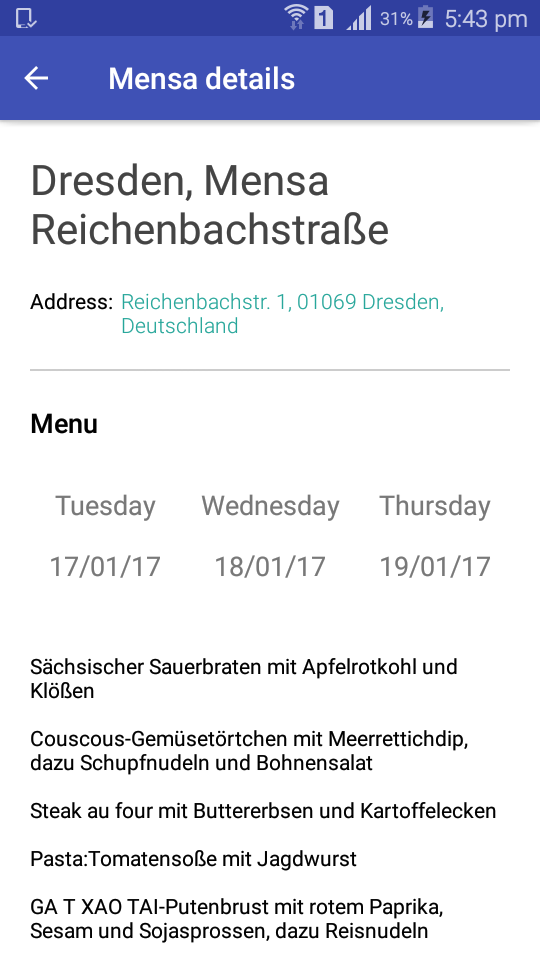 1 31% 5:43 pm
Mensa details
Dresden, Mensa
Reichenbachstraße
Address: Reichenbachstr. 1, 01069 Dresden,
Deutschland
Menu
Tuesday Wednesday Thursday
17/01/17 18/01/17 19/01/17
Sächsischer Sauerbraten mit Apfelrotkohl und
Klößen
Couscous-Gemüsetörtchen mit Meerrettichdip,
dazu Schupfnudeln und Bohnensalat
Steak au four mit Buttererbsen und Kartoffelecken
Pasta:Tomatensoße mit Jagdwurst
GA T XAO TAI-Putenbrust mit rotem Paprika,
Sesam und Sojasprossen, dazu Reisnudeln